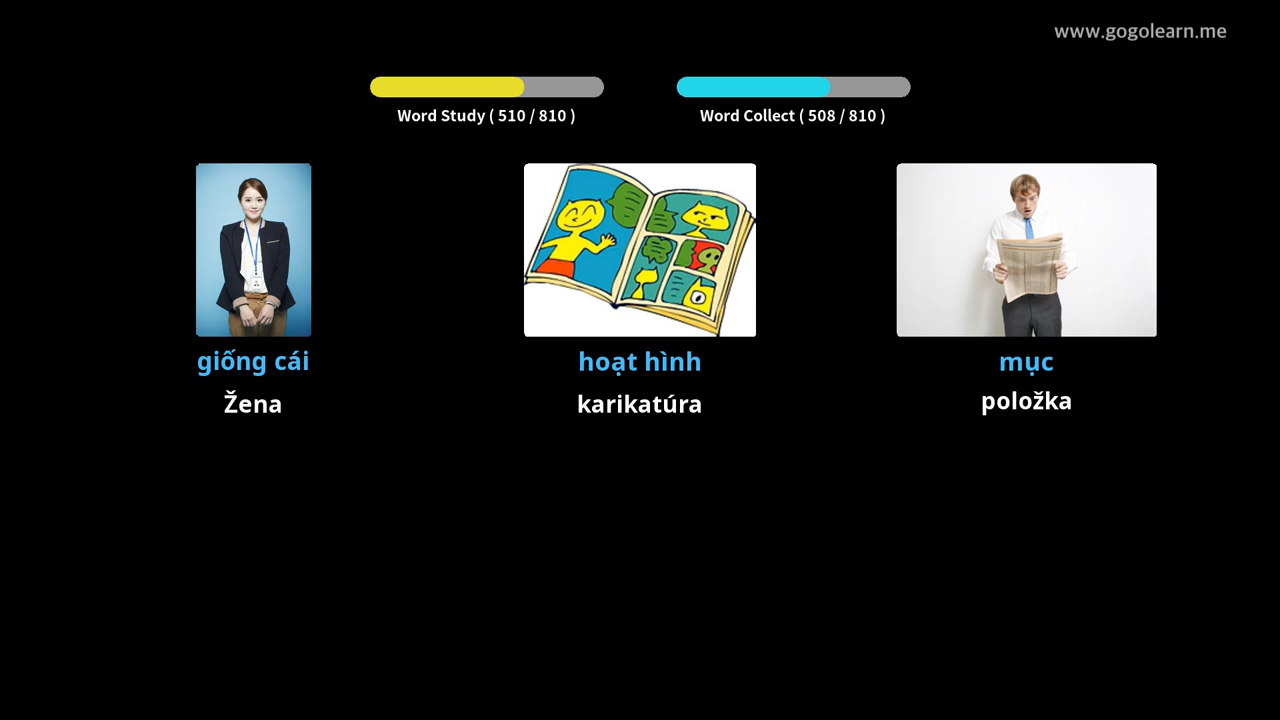 www.gogolearn.me
Word Study ( 510 / 810 )
Word Collect ( 508 / 810 )
giống cái
hoạt hình
mục
Žena
karikatúra
položka